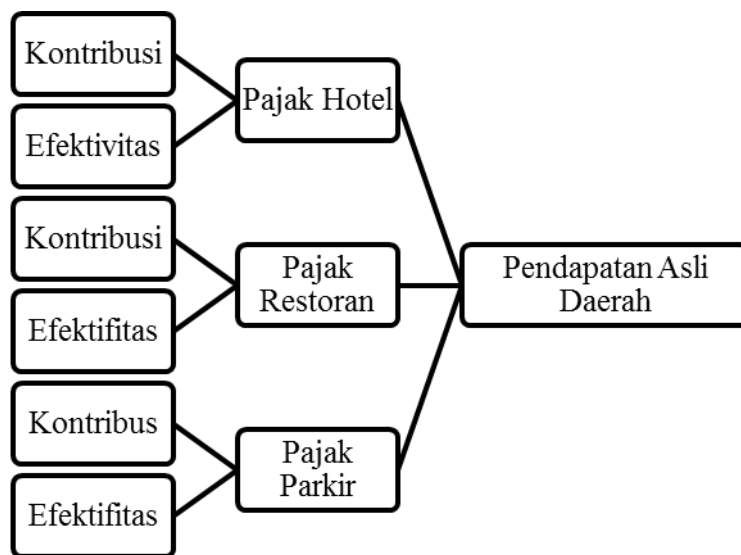 Kontribusi
Efektivitas
Pajak Hotel
Kontribusi
Efektifitas
Pajak
Restoran
Kontribus
Efektifitas
Pajak
Parkir
Pendapatan Asli
Daerah